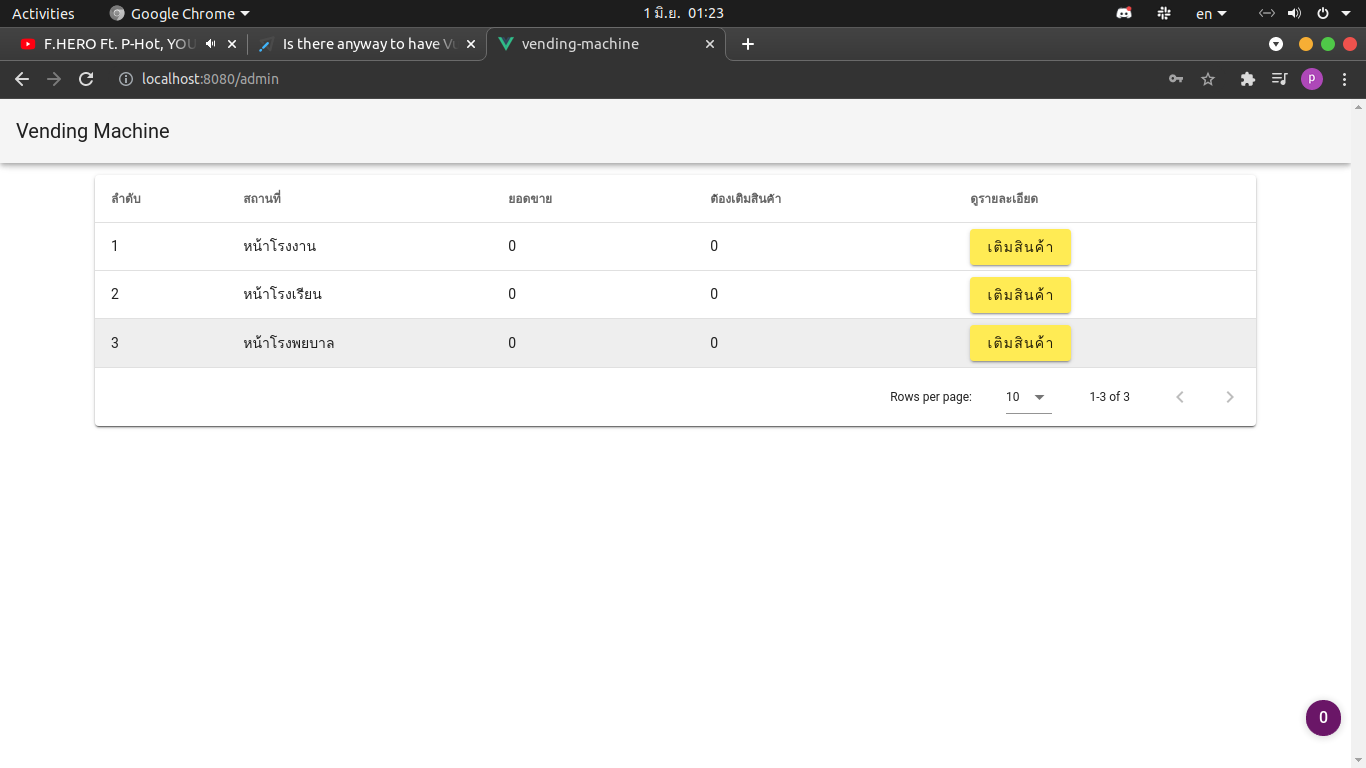 Activities Google Chrome 1 มิ.ย. 01:23 en
F.HERO Ft. P-Hot, YOU Is there anyway to have Vu vending-machine
localhost:8080/admin p
Vending Machine
ลำดับ สถานที่ ยอดขาย ต้องเติมสินค้า ดูรายละเอียด
1 หน้าโรงงาน 0 0 เติมสินค้า
2 หน้าโรงเรียน 0 0 เติมสินค้า
3 หน้าโรงพยบาล 0 0 เติมสินค้า
Rows per page: 10 1-3 of 3
0